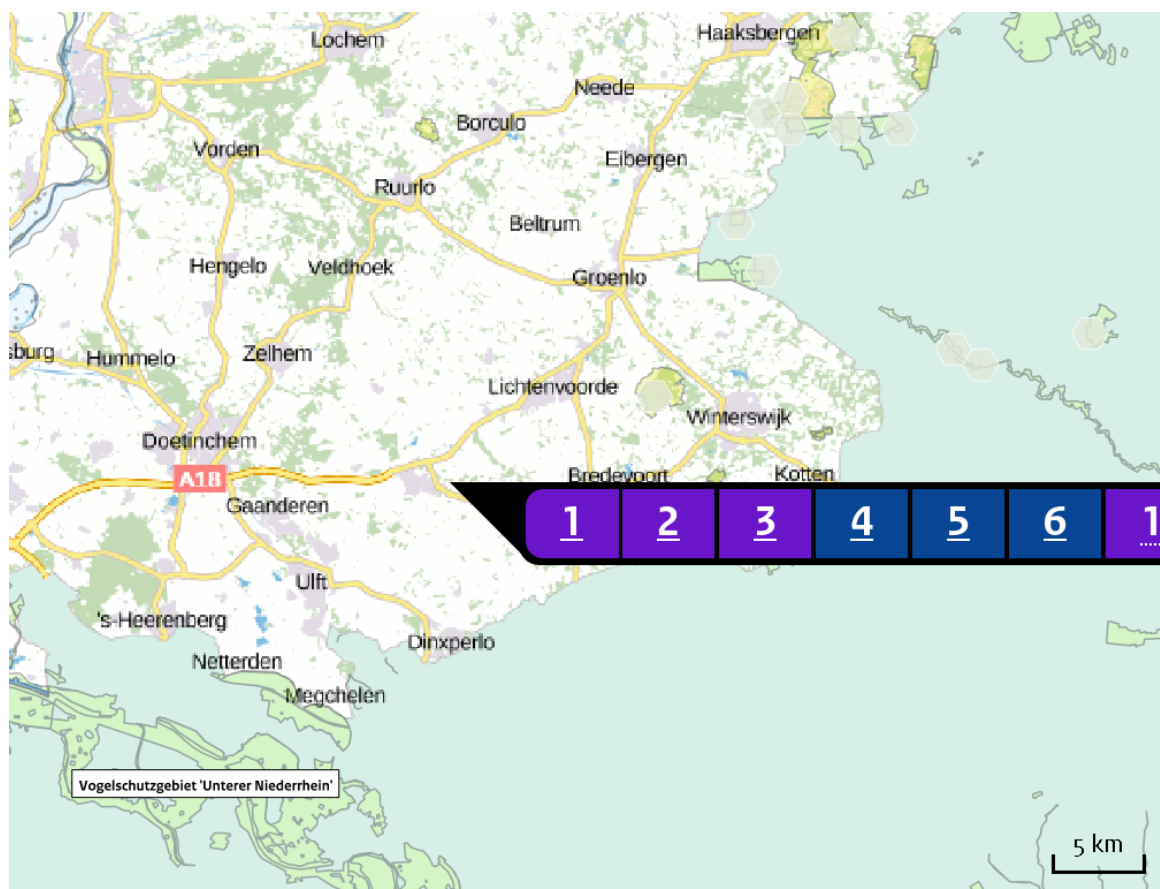 Haaksbergen
Lochem
Neede
Borculo
Vorden
Eibergen
Ruurlo
Beltrum
Hengelo
Veldhoek
Groenlo
sburg
Hummelo
Zelhem
Lichtenvoorde
Winterswijk
Doetinchem
A18
Bredevoort
Kotten
Gaanderen
1 2 3 4 5 6 1
Ulft
's-Heerenberg
Dinxperlo
Netterden
Megchelen
Vogelschutzgebiet 'Unterer Niederrhein'
5 km